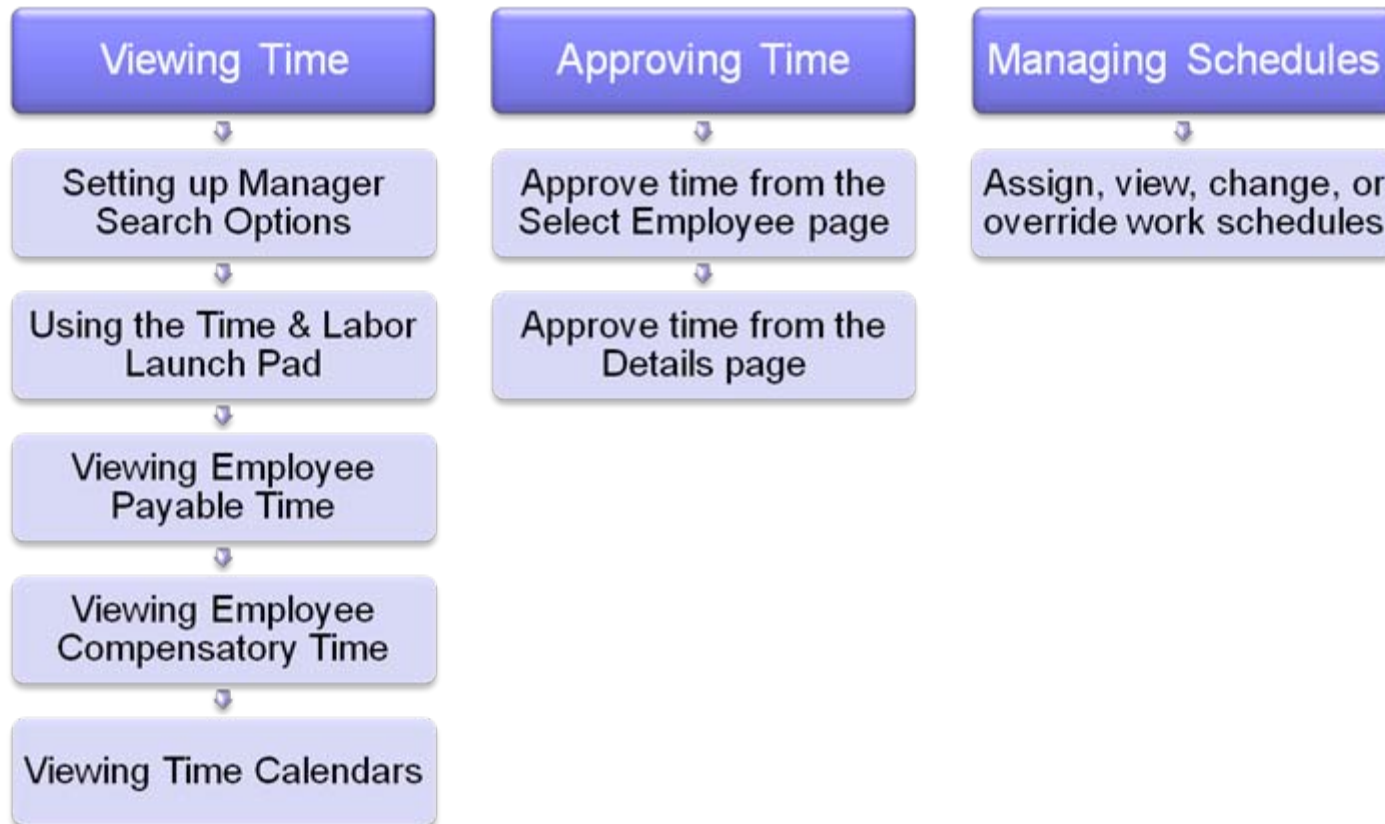 Viewing Time
Setting up Manager
Search Options
Using the Time & Labor
Launch Pad
Viewing Employee
Payable Time
Viewing Employee
Compensatory Time
Viewing Time Calendars
Approving Time
Approve time from the
Select Employee page
Approve time from the
Details page
Managing Schedules
Assign, view, change, or
override work schedules